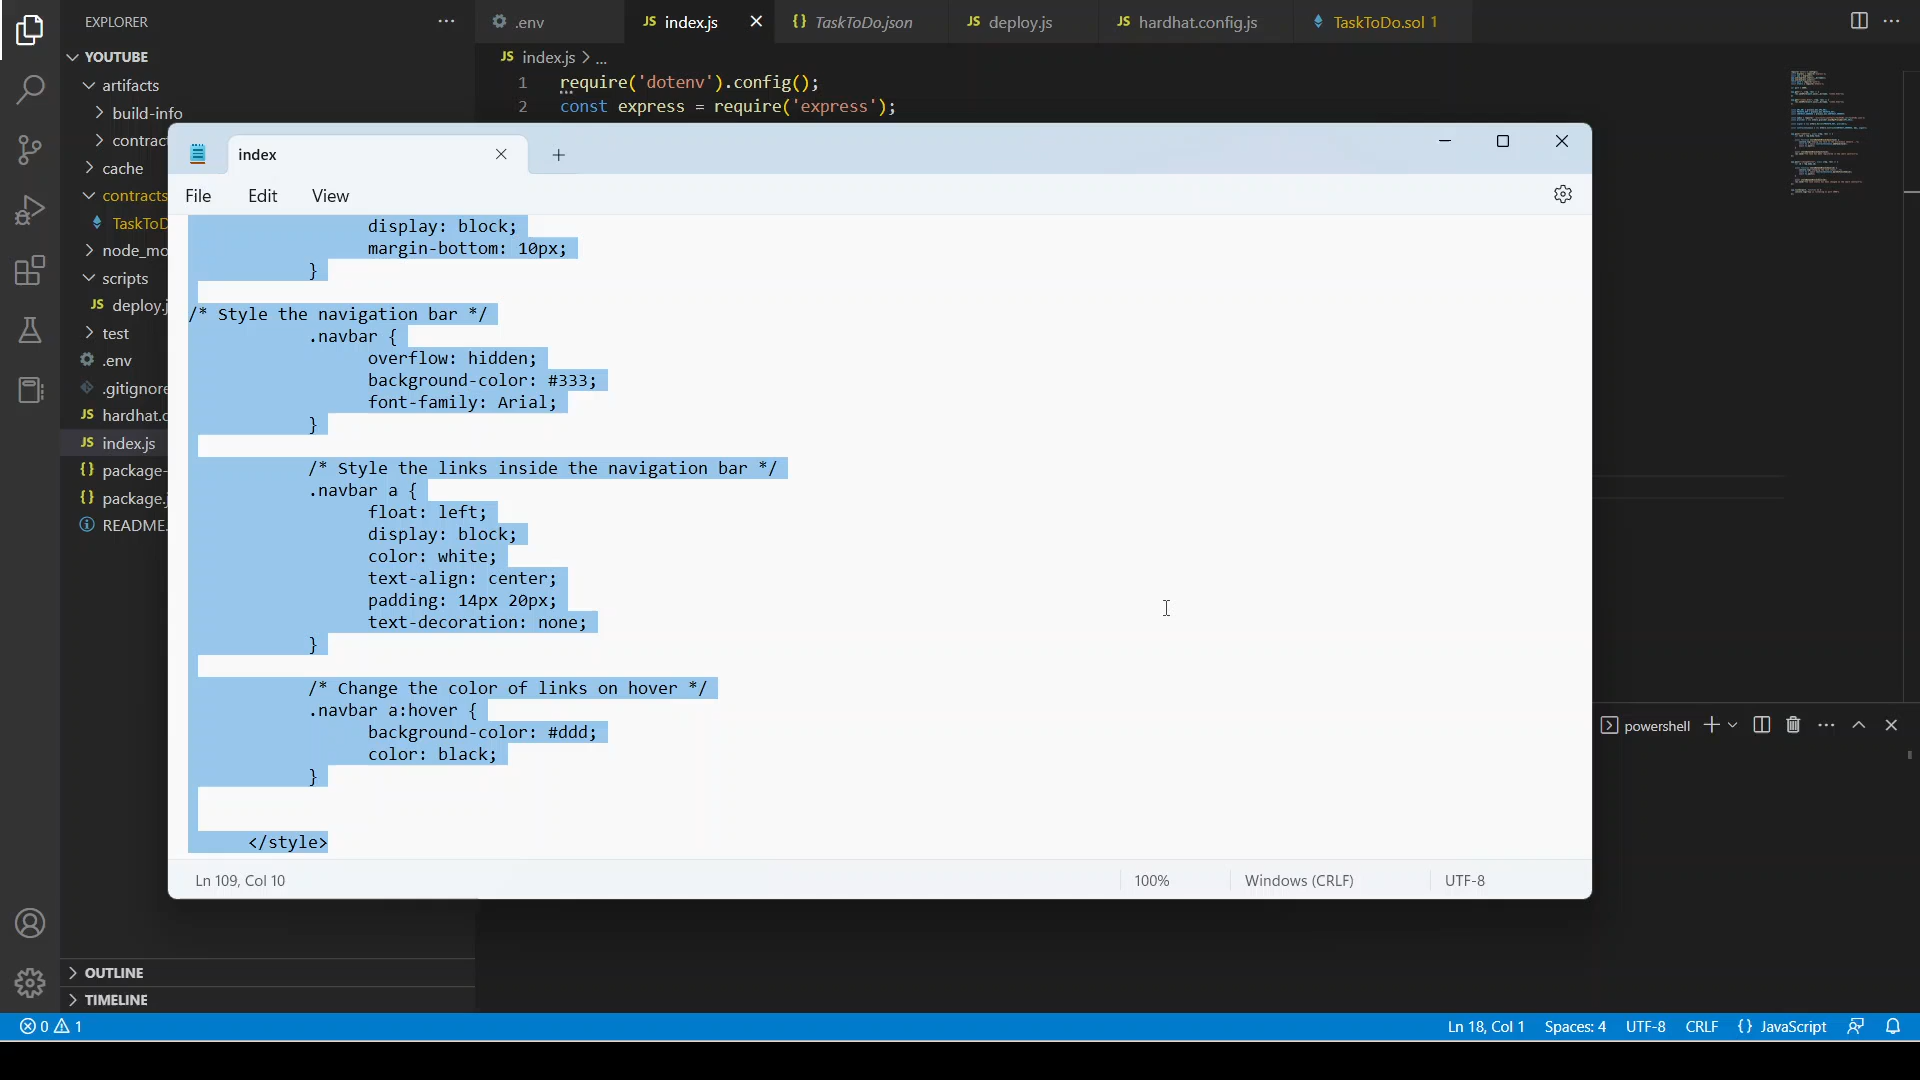 EXPLORER
YOUTUBE
artifacts
build-info
contrac
cache
contracts
TaskToD
node_mo
scripts
deploy.j
test
.env
.gitignore
hardhat.c
index.js
package-
package.j
README.
OUTLINE
TIMELINE
.env
JS index.js
{} TaskToDo.json
JS deploy.js
JS hardhat.config.js
TaskToDo.sol 1
JS index.js > ...
1 require('dotenv').config();
2 const express = require('express');
index
File Edit View
display: block;
margin-bottom: 10px;
}
/* Style the navigation bar */
.navbar {
overflow: hidden;
background-color: #333;
font-family: Arial;
}
/* Style the links inside the navigation bar */
.navbar a {
float: left;
display: block;
color: white;
text-align: center;
padding: 14px 20px;
text-decoration: none;
}
/* Change the color of links on hover */
.navbar a:hover {
background-color: #ddd;
color: black;
}
</style>
Ln 109, Col 10 100% Windows (CRLF) UTF-8
powershell
0 1 Ln 18, Col 1 Spaces: 4 UTF-8 CRLF {} JavaScript